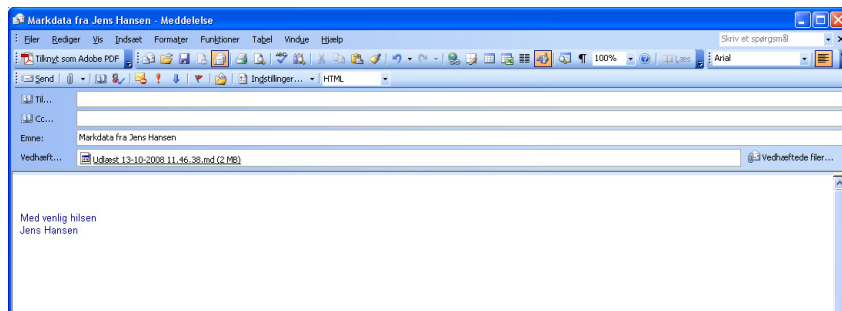 Markdata fra Jens Hansen - Meddelelse
Filer Rediger Vis Indsæt Formater Funktioner Tabel Vindue Hjælp Skriv et spørgsmål
Tilknyt som Adobe PDF 100% Læs Arial
Send Indstillinger... HTML
Til...
Cc...
Emne: Markdata fra Jens Hansen
Vedhæft... Udlæst 13-10-2008 11.46.38.md (2 MB) Vedhæftede filer...
Med venlig hilsen
Jens Hansen